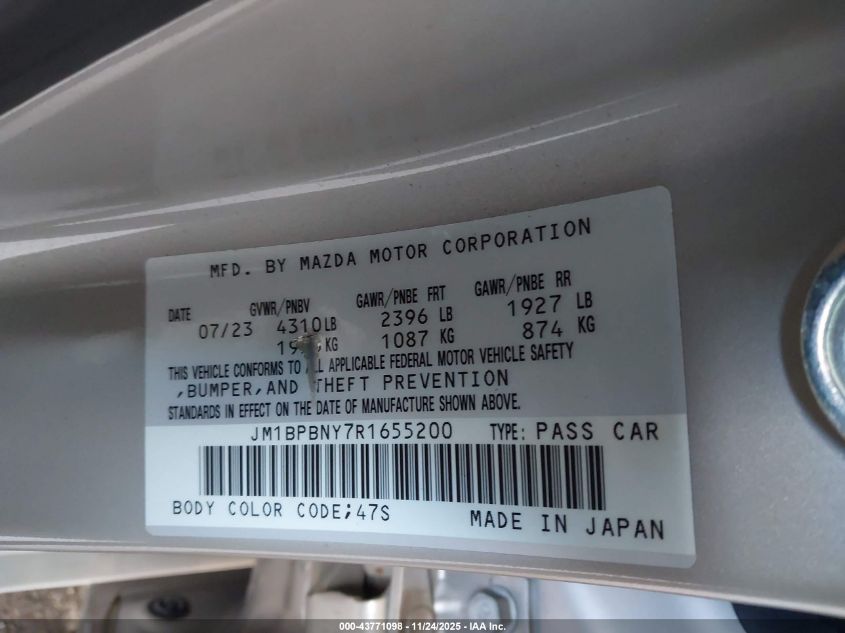 MFD. BY MAZDA MOTOR CORPORATION
DATE GVWR/PNBV GAWR/PNBE FRT GAWR/PNBE RR
07/23 4310LB 2396 LB 1927 LB
KG 1087 KG 874 KG
THIS VEHICLE CONFORMS TO ALL APPLICABLE FEDERAL MOTOR VEHICLE SAFETY
,BUMPER,AND THEFT PREVENTION
STANDARDS IN EFFECT ON THE DATE OF MANUFACTURE SHOWN ABOVE.
JM1BPBNY7R1655200 TYPE: PASS CAR
BODY COLOR CODE;47S MADE IN JAPAN
000-43771098 - 11/24/2025 - IAA Inc.